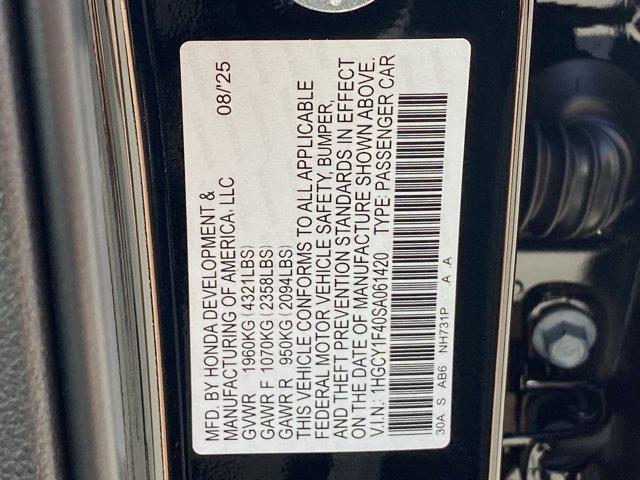 MFD. BY HONDA DEVELOPMENT & 08/'25
MANUFACTURING OF AMERICA, LLC
GVWR 1960KG (4321LBS)
GAWR F 1070KG (2358LBS)
GAWR R 950KG (2094LBS)
THIS VEHICLE CONFORMS TO ALL APPLICABLE
FEDERAL MOTOR VEHICLE SAFETY, BUMPER,
AND THEFT PREVENTION STANDARDS IN EFFECT
ON THE DATE OF MANUFACTURE SHOWN ABOVE.
V.I.N.: 1HGCY1F40SA061420 TYPE: PASSENGER CAR
30A S AB6 NH731P .A .A